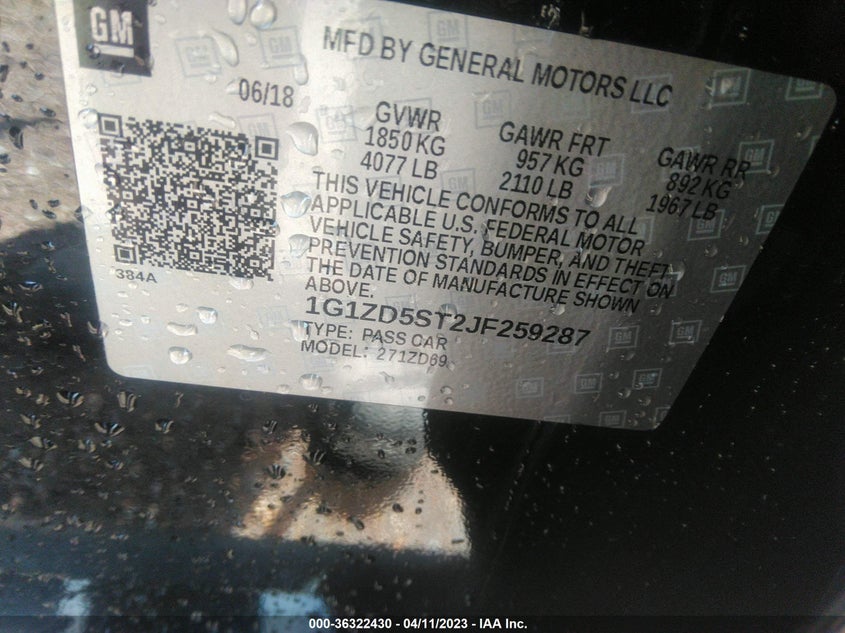 GM
MFD BY GENERAL MOTORS LLC
06/18
GVWR
1850 KG
4077 LB
GAWR FRT
957 KG
2110 LB
GAWR RR
892 KG
1967 LB
THIS VEHICLE CONFORMS TO ALL
APPLICABLE U.S. FEDERAL MOTOR
VEHICLE SAFETY, BUMPER, AND THEFT
PREVENTION STANDARDS IN EFFECT ON
THE DATE OF MANUFACTURE SHOWN
ABOVE.
384A
1G1ZD5ST2JF259287
TYPE: PASS CAR
MODEL: 271ZD69
000-36322430 - 04/11/2023 - IAA Inc.